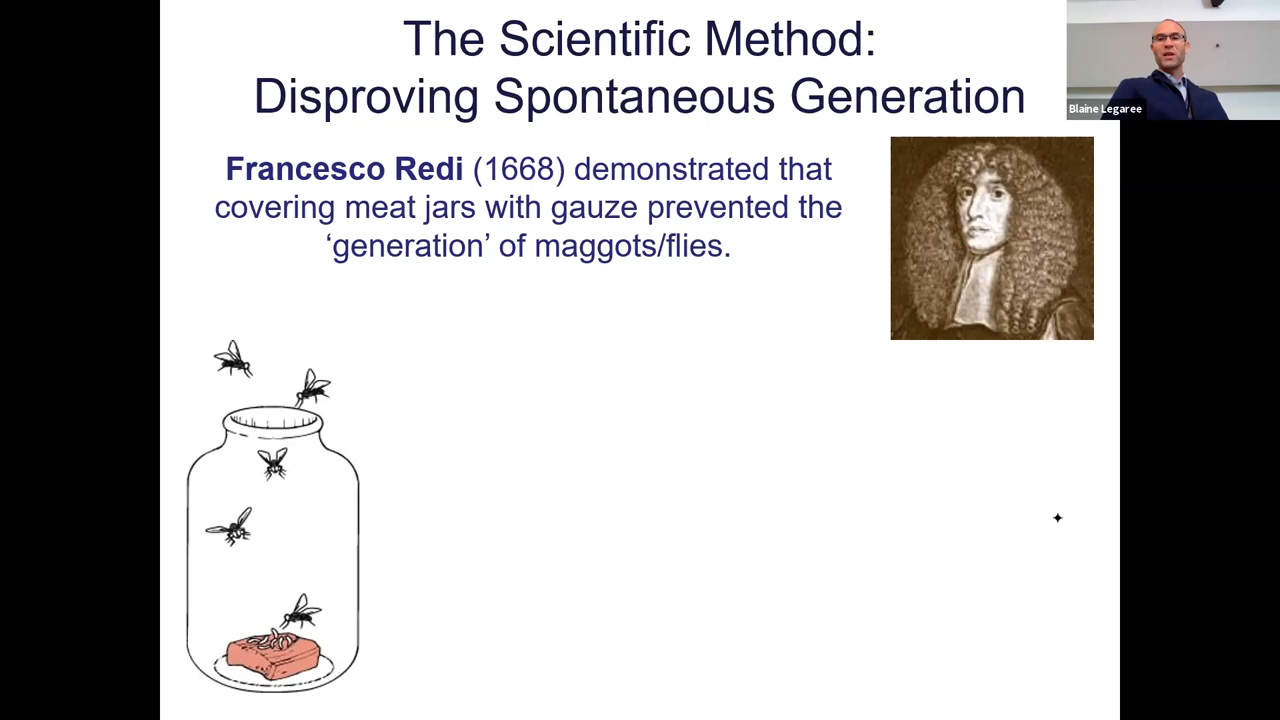 The Scientific Method:
Disproving Spontaneous Generation
Blaine Legaree
Francesco Redi (1668) demonstrated that
covering meat jars with gauze prevented the
‘generation’ of maggots/flies.